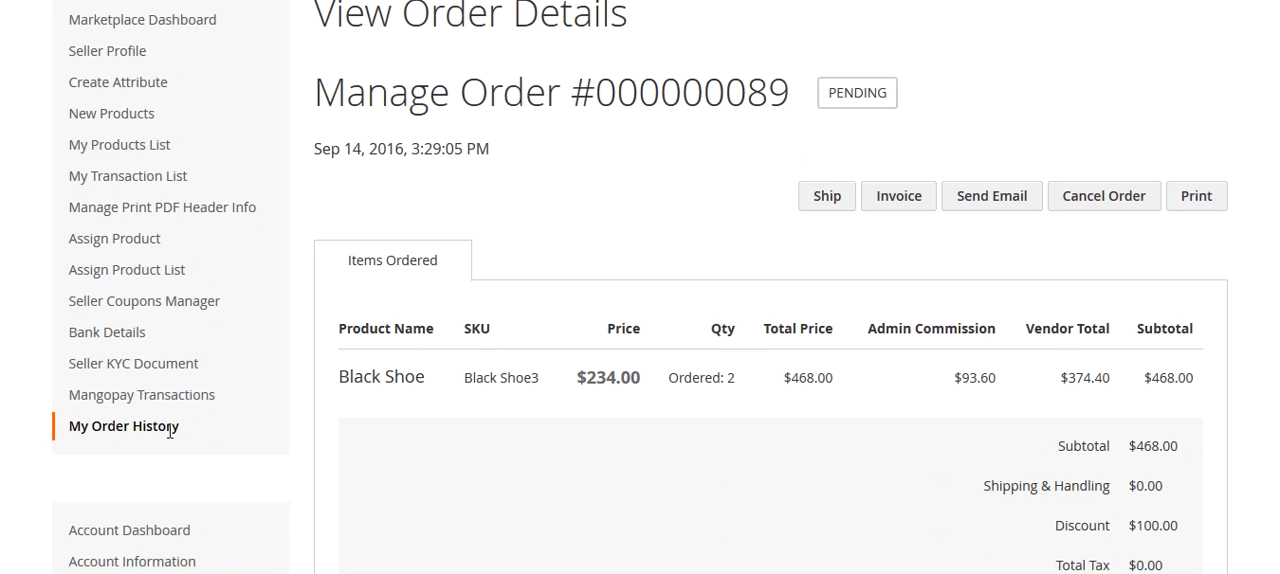 Marketplace Dashboard
Seller Profile
Create Attribute
New Products
My Products List
My Transaction List
Manage Print PDF Header Info
Assign Product
Assign Product List
Seller Coupons Manager
Bank Details
Seller KYC Document
Mangopay Transactions
My Order History
Account Dashboard
Account Information
View Order Details
Manage Order #000000089 PENDING
Sep 14, 2016, 3:29:05 PM
Ship Invoice Send Email Cancel Order Print
Items Ordered
Product Name SKU Price Qty Total Price Admin Commission Vendor Total Subtotal
Black Shoe Black Shoe3 $234.00 Ordered: 2 $468.00 $93.60 $374.40 $468.00
Subtotal $468.00
Shipping & Handling $0.00
Discount $100.00
Total Tax $0.00